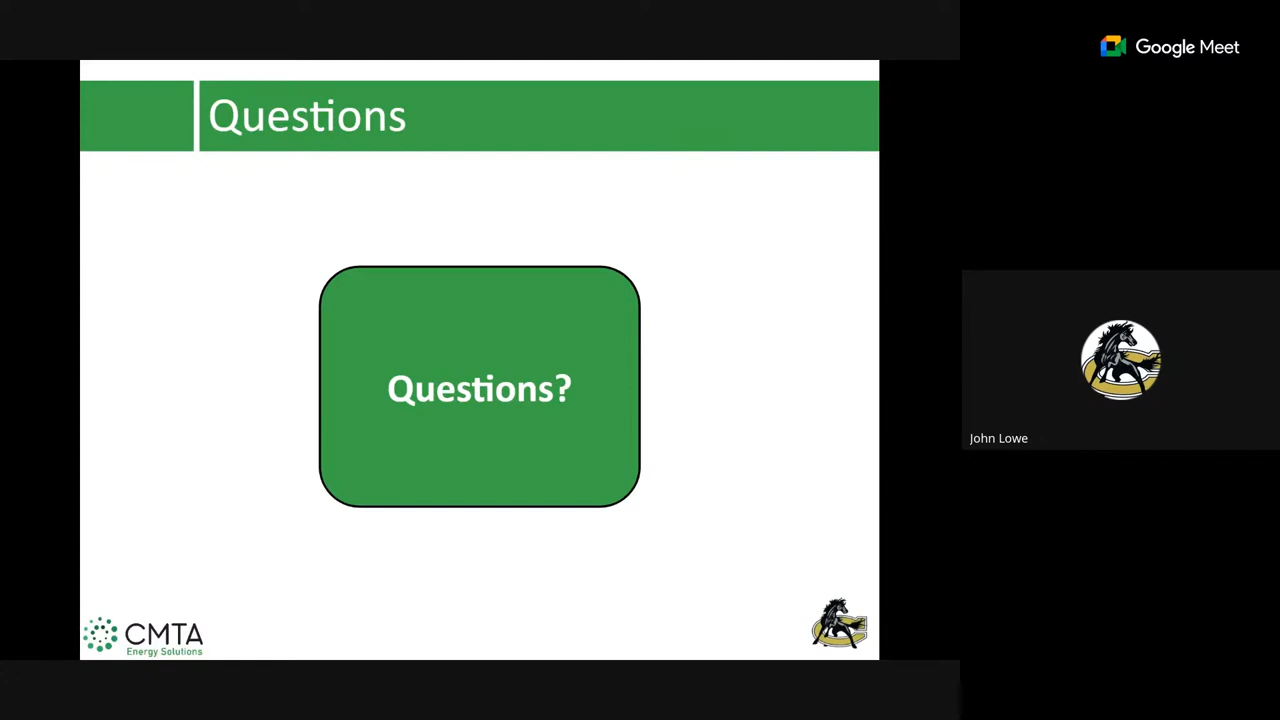 Google Meet
Questions
Questions?
John Lowe
CMTA
Energy Solutions